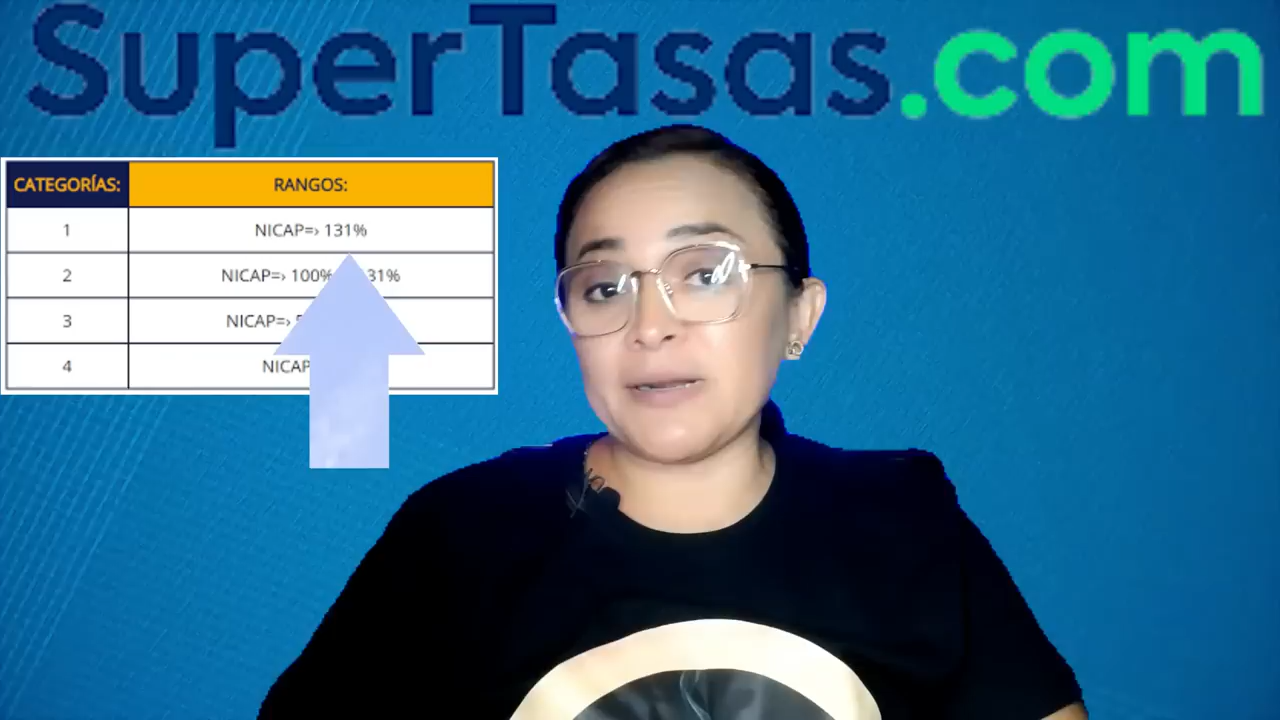 SuperTasas.com
CATEGORÍAS: RANGOS:
1 NICAP=› 131%
2 NICAP=› 100% 31%
3 NICAP=›
4 NICAP